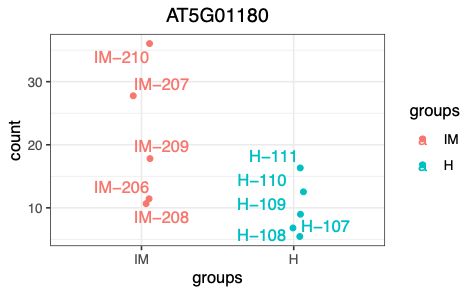 AT5G01180
count
30
20
10
IM-210
IM-207
IM-209
IM-206
IM-208
H-111
H-110
H-109
H-107
H-108
IM
H
groups
groups
a IM
a H